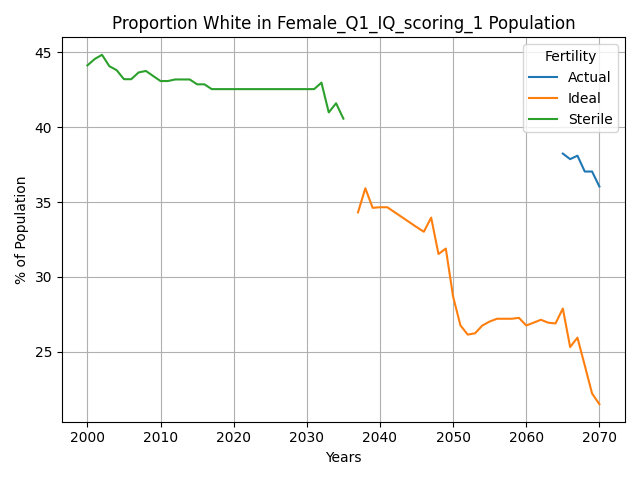 Proportion White in Female_Q1_IQ_scoring_1 Population
% of Population
45
40
35
30
25
Fertility
Actual
Ideal
Sterile
2000 2010 2020 2030 2040 2050 2060 2070
Years